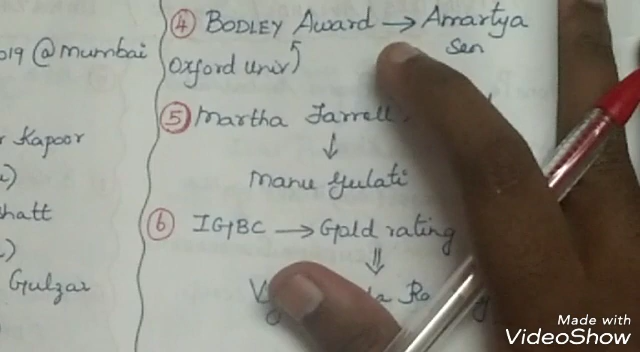 ④ BODLEY Award → Amartya
Sen
019 @mumbai
(Oxford Univ)
⑤ Martha Farrell
↓
Kapoor
Manu Gulati
hatt
⑥ IGBC → Gold rating
⇓
Gulzar
Made with
VideoShow